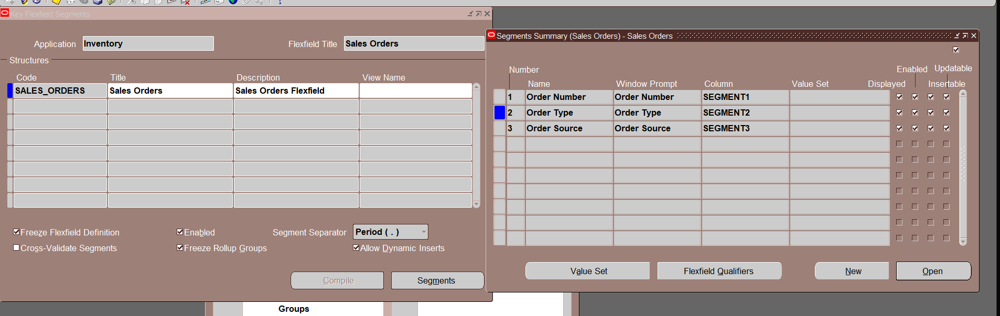 Key Flexfield Segments
Application Inventory Flexfield Title Sales Orders
Structures
Code Title Description View Name
SALES_ORDERS Sales Orders Sales Orders Flexfield
Freeze Flexfield Definition Enabled Segment Separator Period ( . )
Cross-Validate Segments Freeze Rollup Groups Allow Dynamic Inserts
Compile Segments
Groups
Segments Summary (Sales Orders) - Sales Orders
Number Enabled Updatable
Name Window Prompt Column Value Set Displayed Insertable
1 Order Number Order Number SEGMENT1
2 Order Type Order Type SEGMENT2
3 Order Source Order Source SEGMENT3
Value Set Flexfield Qualifiers New Open